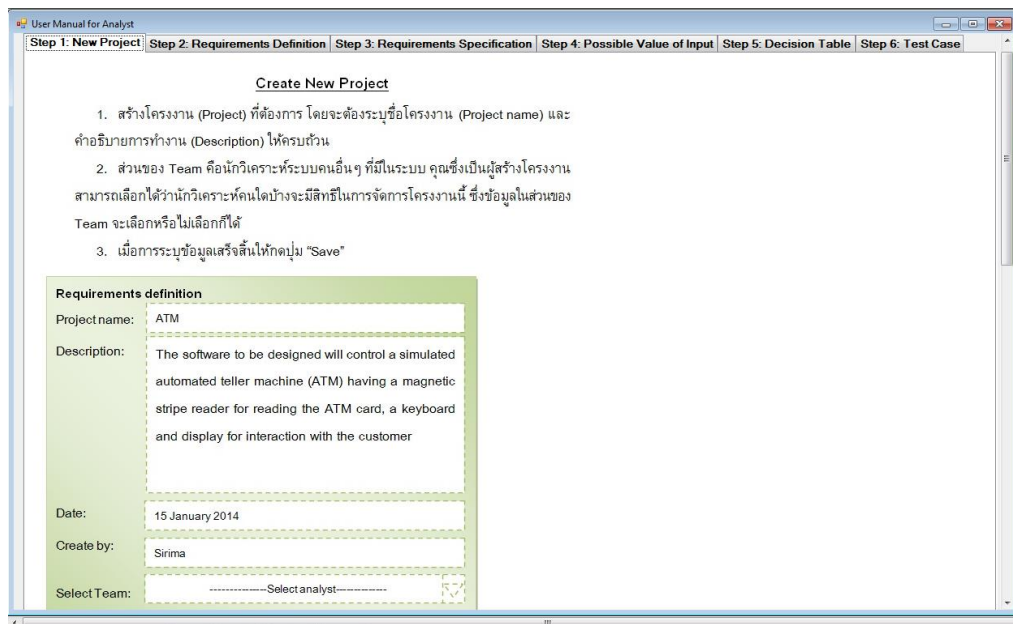 User Manual for Analyst
Step 1: New Project Step 2: Requirements Definition Step 3: Requirements Specification Step 4: Possible Value of Input Step 5: Decision Table Step 6: Test Case
Create New Project
1. สร้างโครงงาน (Project) ที่ต้องการ โดยจะต้องระบุชื่อโครงงาน (Project name) และ
คำอธิบายการทำงาน (Description) ให้ครบถ้วน
2. ส่วนของ Team คือนักวิเคราะห์ระบบคนอื่นๆ ที่มีในระบบ คุณซึ่งเป็นผู้สร้างโครงงาน
สามารถเลือกได้ว่านักวิเคราะห์คนใดบ้างจะมีสิทธิในการจัดการโครงงานนี้ ซึ่งข้อมูลในส่วนของ
Team จะเลือกหรือไม่เลือกก็ได้
3. เมื่อการระบุข้อมูลเสร็จสิ้นให้กดปุ่ม “Save”
Requirements definition
Project name: ATM
Description: The software to be designed will control a simulated
automated teller machine (ATM) having a magnetic
stripe reader for reading the ATM card, a keyboard
and display for interaction with the customer
Date: 15 January 2014
Create by: Sirima
Select Team: ---------------Select analyst-------------